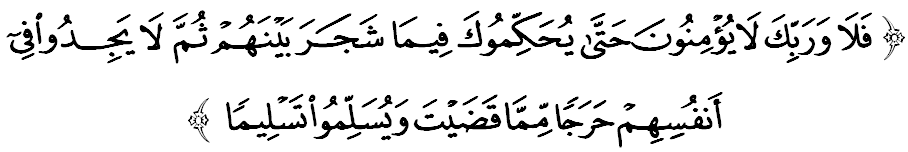 ﴿ فَلَا وَرَبِّكَ لَا يُؤْمِنُونَ حَتَّىٰ يُحَكِّمُوكَ فِيمَا شَجَرَ بَيْنَهُمْ ثُمَّ لَا يَجِدُوا۟ فِىٓ
أَنفُسِهِمْ حَرَجًا مِّمَّا قَضَيْتَ وَيُسَلِّمُوا۟ تَسْلِيمًا ﴾